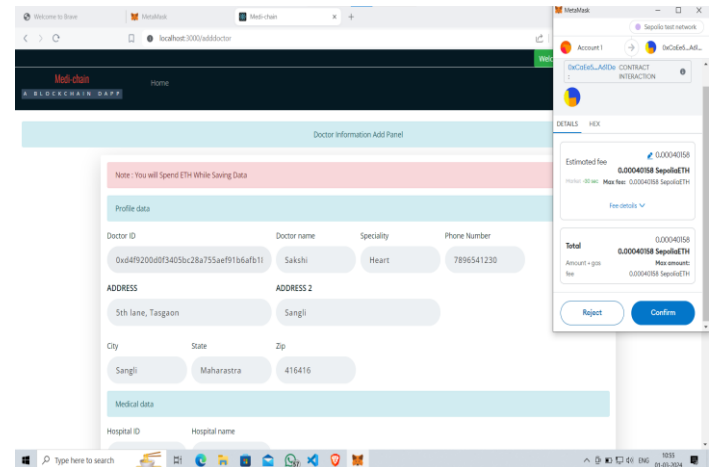 Welcome to Brave
MetaMask
Medi-chain
localhost:3000/adddoctor
Medi-chain
A BLOCKCHAIN DAPP
Home
Doctor Information Add Panel
Note : You will Spend ETH While Saving Data
Profile data
Doctor ID
Doctor name
Speciality
Phone Number
Sakshi
Heart
7896541230
ADDRESS
ADDRESS 2
5th lane, Tasgaon
Sangli
City
State
Zip
Sangli
Maharastra
416416
Medical data
Hospital ID
Hospital name
MetaMask
Sepolia test network
Account 1
CONTRACT
INTERACTION
DETAILS
HEX
0.00040158
Estimated fee
0.00040158 SepoliaETH
Max fee: 0.00040158 SepoliaETH
Fee details
0.00040158
Total
0.00040158 SepoliaETH
Amount + gas
fee
Max amount:
0.00040158 SepoliaETH
Reject
Confirm
Type here to search
ENG
10:53
01-03-2024